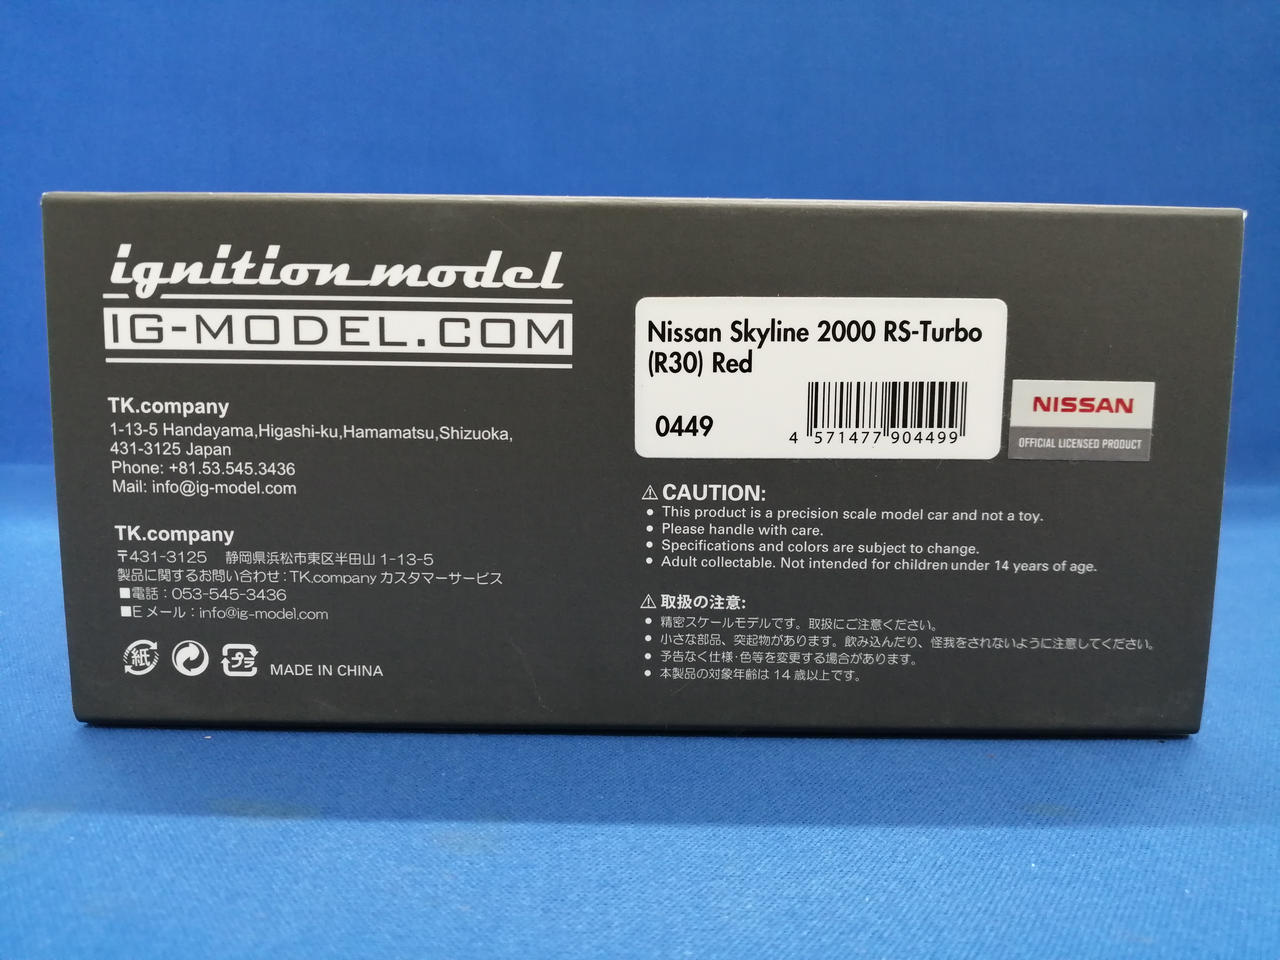 ignition model
IG-MODEL.COM
TK.company
1-13-5 Handayama,Higashi-ku,Hamamatsu,Shizuoka,
431-3125 Japan
Phone: +81.53.545.3436
Mail: info@ig-model.com
TK.company
〒431-3125 静岡県浜松市東区半田山 1-13-5
製品に関するお問い合わせ：TK.company カスタマーサービス
■電話：053-545-3436
■E メール：info@ig-model.com
紙
プラ
MADE IN CHINA
Nissan Skyline 2000 RS-Turbo
(R30) Red
0449
4 571477 904499
NISSAN
OFFICIAL LICENSED PRODUCT
⚠ CAUTION:
• This product is a precision scale model car and not a toy.
• Please handle with care.
• Specifications and colors are subject to change.
• Adult collectable. Not intended for children under 14 years of age.
⚠ 取扱の注意:
• 精密スケールモデルです。取扱にご注意ください。
• 小さな部品、突起物があります。飲み込んだり、怪我をされないように注意してください。
• 予告なく仕様・色等を変更する場合があります。
• 本製品の対象年齢は 14 歳以上です。